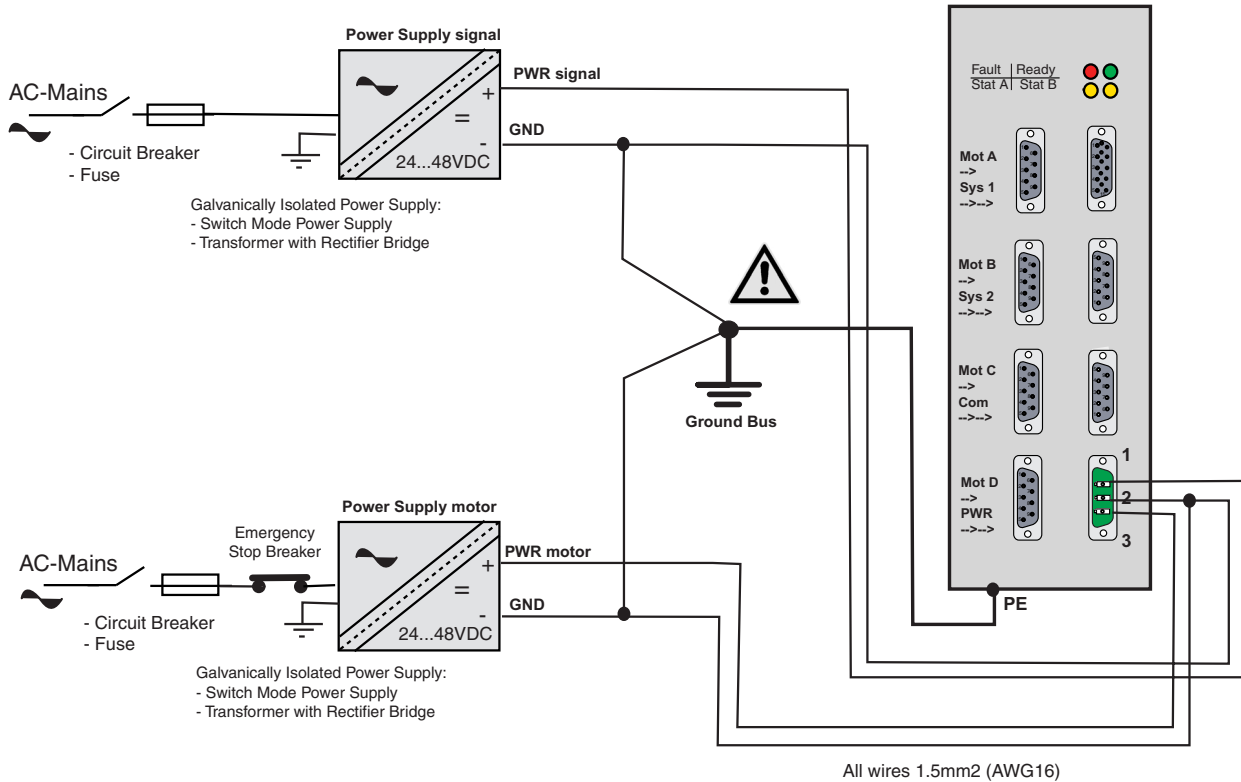 Power Supply signal
PWR signal
AC-Mains
+
=
-
GND
24...48VDC
- Circuit Breaker
- Fuse
Galvanically Isolated Power Supply:
- Switch Mode Power Supply
- Transformer with Rectifier Bridge
Ground Bus
Power Supply motor
Emergency
Stop Breaker
PWR motor
AC-Mains
+
=
-
GND
24...48VDC
- Circuit Breaker
- Fuse
Galvanically Isolated Power Supply:
- Switch Mode Power Supply
- Transformer with Rectifier Bridge
Fault | Ready
Stat A | Stat B
Mot A
-->
Sys 1
-->-->
Mot B
-->
Sys 2
-->-->
Mot C
-->
Com
-->-->
Mot D
-->
PWR
-->-->
1
2
3
PE
All wires 1.5mm2 (AWG16)